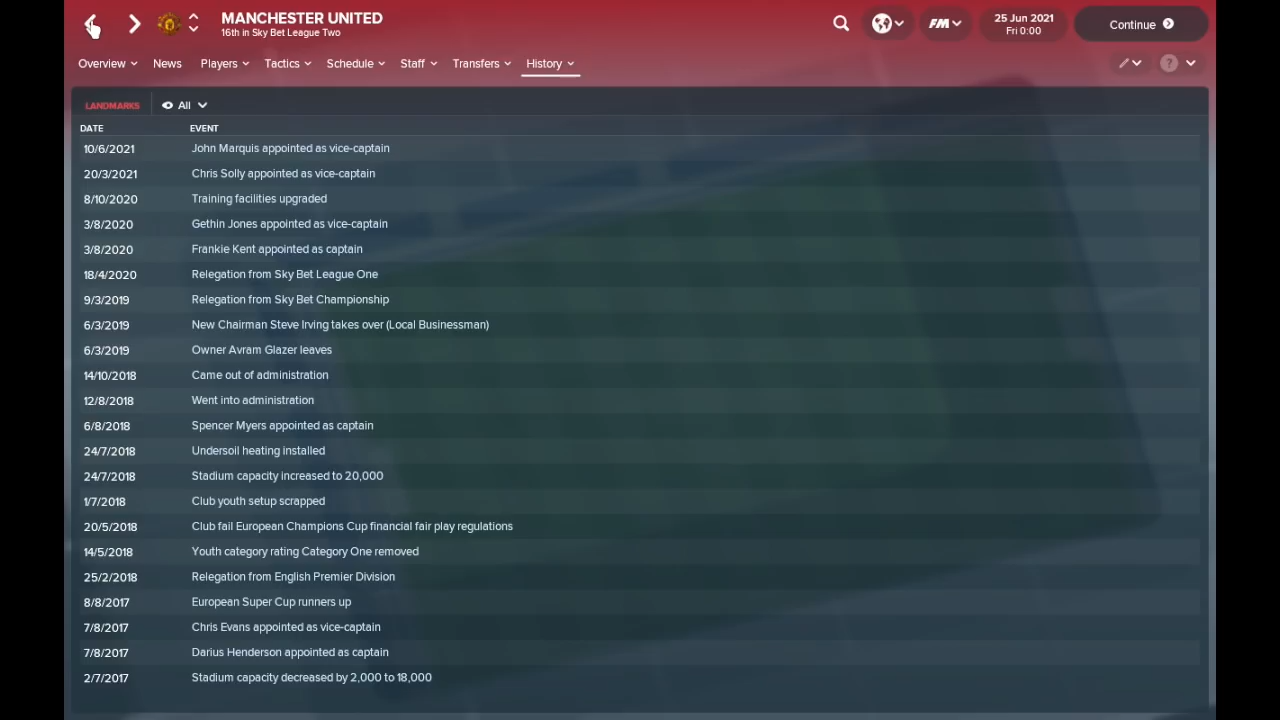 MANCHESTER UNITED
16th in Sky Bet League Two
FM
25 Jun 2021
Fri 0:00
Continue
Overview News Players Tactics Schedule Staff Transfers History
?
LANDMARKS All
DATE EVENT
10/6/2021 John Marquis appointed as vice-captain
20/3/2021 Chris Solly appointed as vice-captain
8/10/2020 Training facilities upgraded
3/8/2020 Gethin Jones appointed as vice-captain
3/8/2020 Frankie Kent appointed as captain
18/4/2020 Relegation from Sky Bet League One
9/3/2019 Relegation from Sky Bet Championship
6/3/2019 New Chairman Steve Irving takes over (Local Businessman)
6/3/2019 Owner Avram Glazer leaves
14/10/2018 Came out of administration
12/8/2018 Went into administration
6/8/2018 Spencer Myers appointed as captain
24/7/2018 Undersoil heating installed
24/7/2018 Stadium capacity increased to 20,000
1/7/2018 Club youth setup scrapped
20/5/2018 Club fail European Champions Cup financial fair play regulations
14/5/2018 Youth category rating Category One removed
25/2/2018 Relegation from English Premier Division
8/8/2017 European Super Cup runners up
7/8/2017 Chris Evans appointed as vice-captain
7/8/2017 Darius Henderson appointed as captain
2/7/2017 Stadium capacity decreased by 2,000 to 18,000